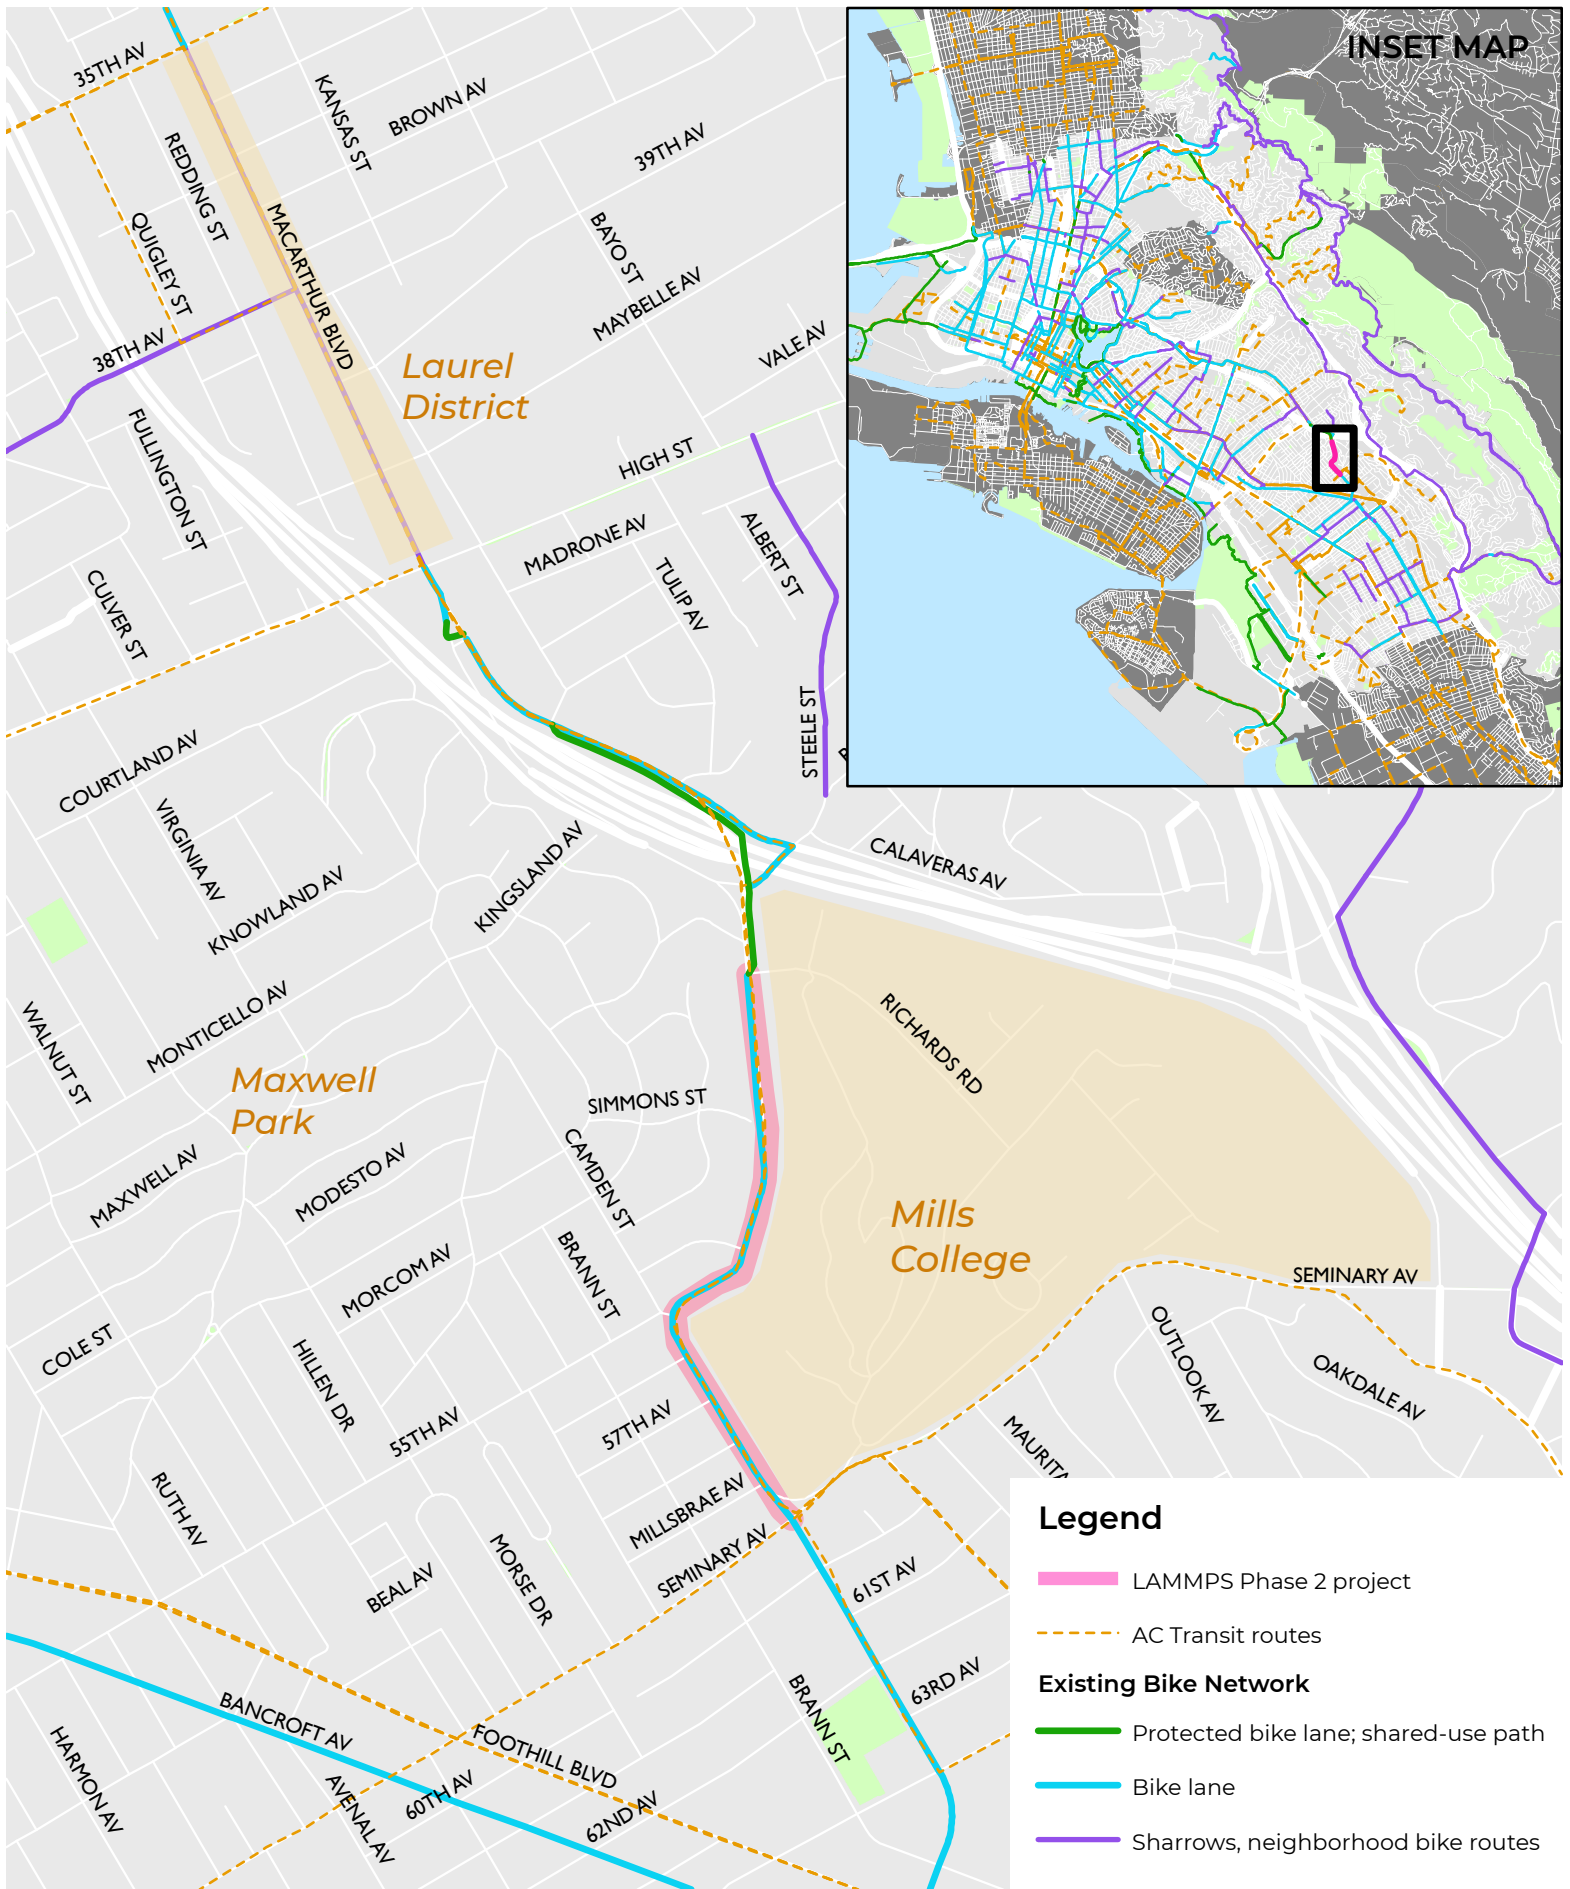 INSET MAP
35TH AV
KANSAS ST
BROWN AV
39TH AV
REDDING ST
QUIGLEY ST
MACARTHUR BLVD
BAYO ST
MAYBELLE AV
VALE AV
38TH AV
Laurel
District
FULLINGTON ST
HIGH ST
MADRONE AV
ALBERT ST
TULIP AV
CULVER ST
STEELE ST
COURTLAND AV
VIRGINIA AV
KINGSLAND AV
KNOWLAND AV
CALAVERAS AV
WALNUT ST
MONTICELLO AV
RICHARDS RD
Maxwell
Park
SIMMONS ST
CAMDEN ST
MAXWELL AV
MODESTO AV
Mills
College
BRANN ST
MORCOM AV
SEMINARY AV
COLE ST
HILLEN DR
OUTLOOK AV
OAKDALE AV
55TH AV
57TH AV
MAURITA
RUTH AV
MILLSBRAE AV
SEMINARY AV
MORSE DR
BEAL AV
61ST AV
63RD AV
BRANN ST
BANCROFT AV
FOOTHILL BLVD
HARMON AV
AVENAL AV
60TH AV
62ND AV
Legend
LAMMPS Phase 2 project
AC Transit routes
Existing Bike Network
Protected bike lane; shared-use path
Bike lane
Sharrows, neighborhood bike routes